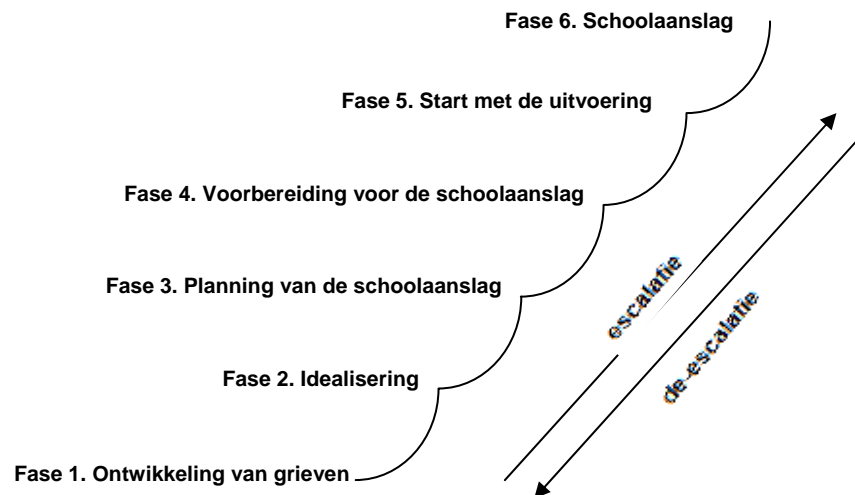 Fase 6. Schoolaanslag
Fase 5. Start met de uitvoering
Fase 4. Voorbereiding voor de schoolaanslag
Fase 3. Planning van de schoolaanslag
escalatie
de-escalatie
Fase 2. Idealisering
Fase 1. Ontwikkeling van grieven